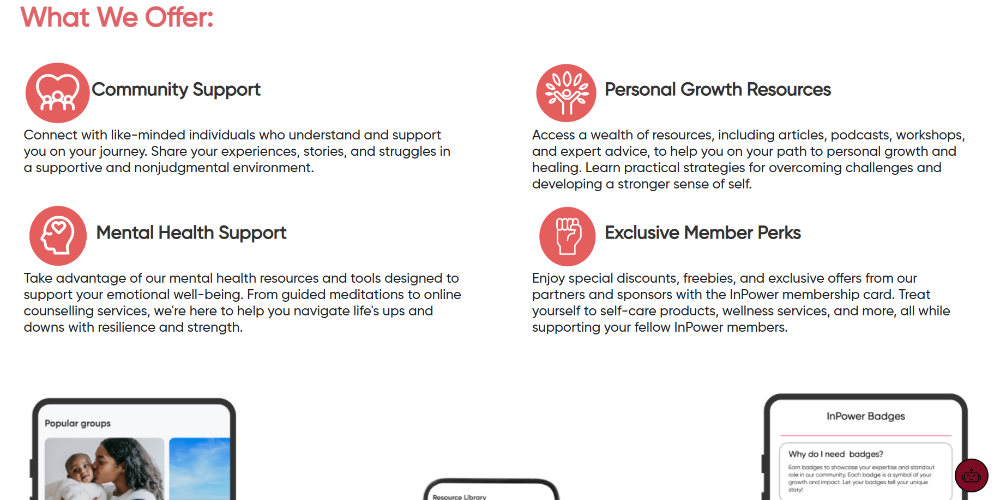 What We Offer:
Community Support
Connect with like-minded individuals who understand and support
you on your journey. Share your experiences, stories, and struggles in
a supportive and nonjudgmental environment.
Personal Growth Resources
Access a wealth of resources, including articles, podcasts, workshops,
and expert advice, to help you on your path to personal growth and
healing. Learn practical strategies for overcoming challenges and
developing a stronger sense of self.
Mental Health Support
Take advantage of our mental health resources and tools designed to
support your emotional well-being. From guided meditations to online
counselling services, we're here to help you navigate life's ups and
downs with resilience and strength.
Exclusive Member Perks
Enjoy special discounts, freebies, and exclusive offers from our
partners and sponsors with the InPower membership card. Treat
yourself to self-care products, wellness services, and more, all while
supporting your fellow InPower members.
Popular groups
Resource Library
InPower Badges
Why do I need badges?
Earn badges to showcase your expertise and standout
role in our community. Each badge is a symbol of your
growth and impact. Let your badges tell your unique
story!